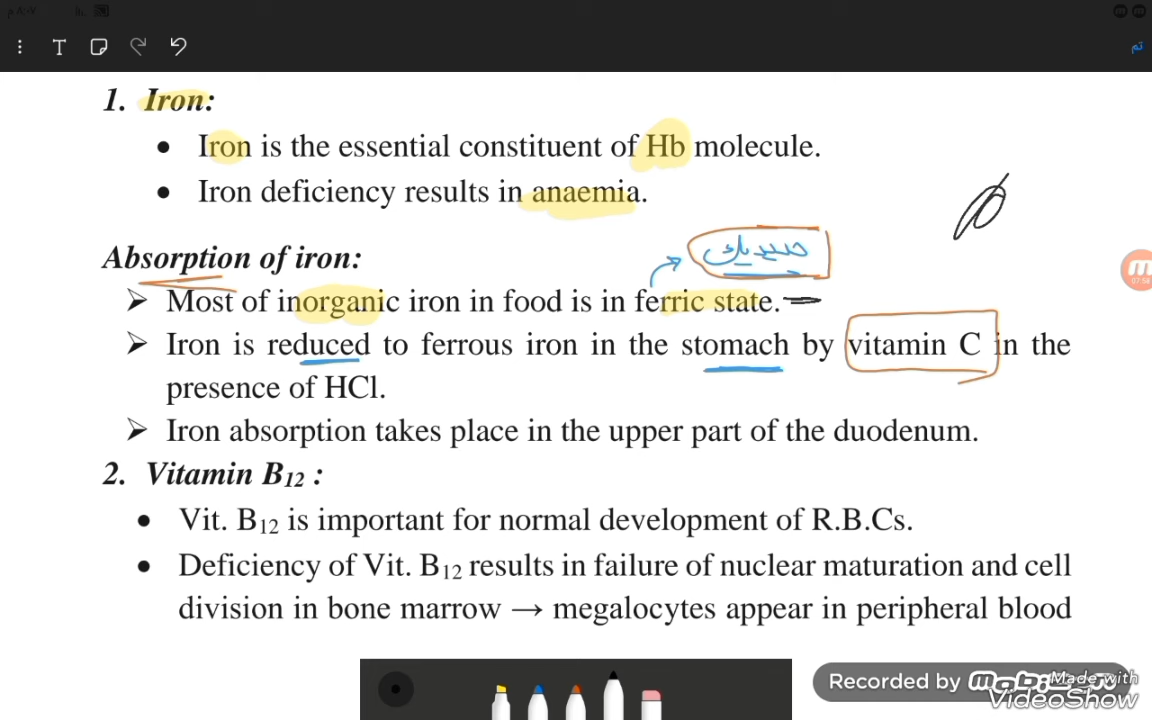 تم
1. Iron:
• Iron is the essential constituent of Hb molecule.
• Iron deficiency results in anaemia.
حديديك
Absorption of iron:
➢ Most of inorganic iron in food is in ferric state.
➢ Iron is reduced to ferrous iron in the stomach by vitamin C in the
presence of HCl.
➢ Iron absorption takes place in the upper part of the duodenum.
2. Vitamin B12 :
• Vit. B12 is important for normal development of R.B.Cs.
• Deficiency of Vit. B12 results in failure of nuclear maturation and cell
division in bone marrow → megalocytes appear in peripheral blood
Recorded by
Made with
VideoShow